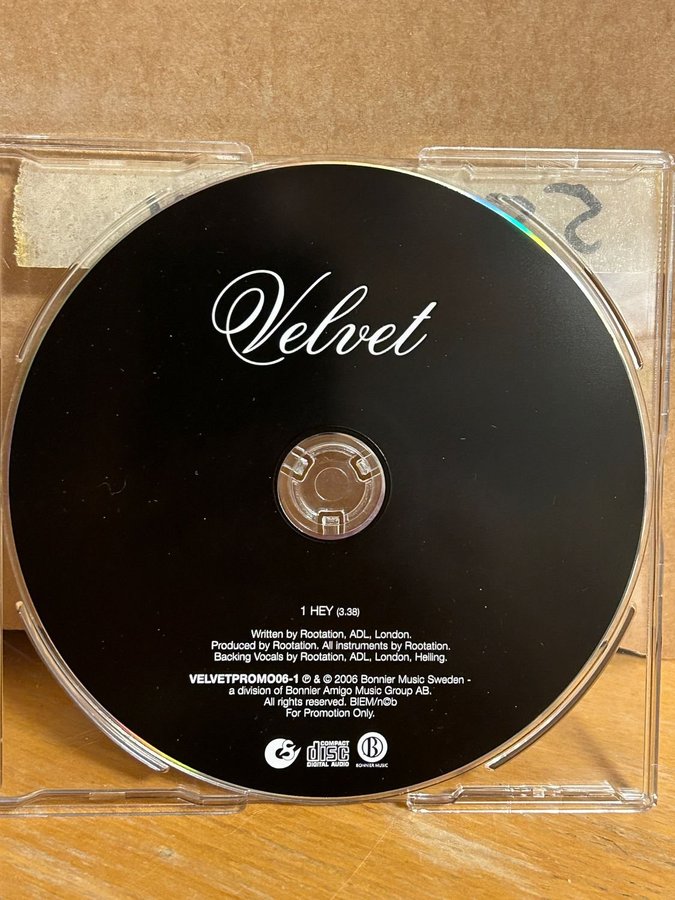 Velvet
1 HEY (3.38)
Written by Rootation, ADL, London.
Produced by Rootation. All instruments by Rootation.
Backing Vocals by Rootation, ADL, London, Helling.
VELVETPROMO06-1 ℗ & © 2006 Bonnier Music Sweden -
a division of Bonnier Amigo Music Group AB.
All rights reserved. BIEM/n©b
For Promotion Only.
COMPACT
disc
DIGITAL AUDIO
B
BONNIER MUSIC